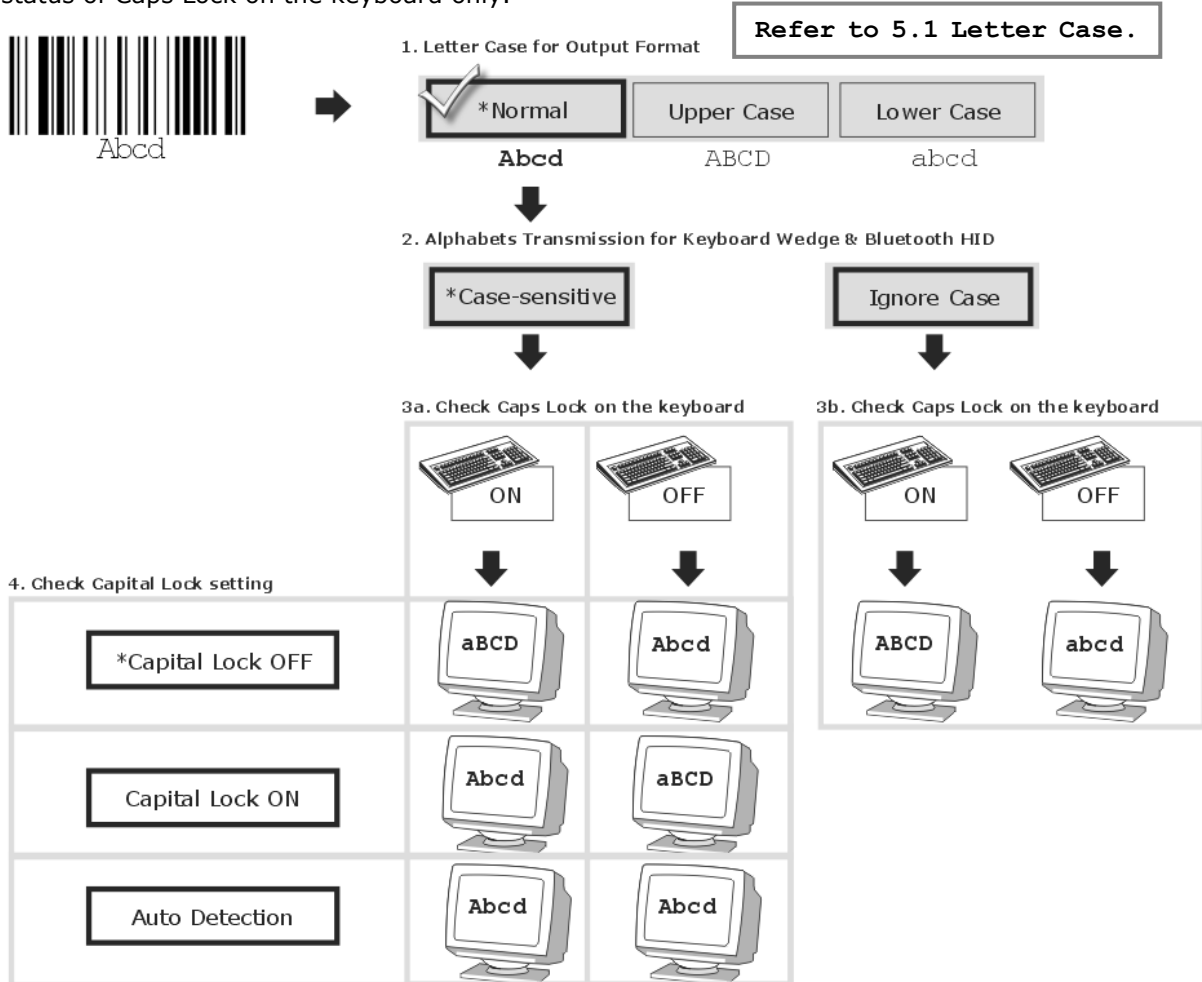 status of Caps Lock on the keyboard only.
Refer to 5.1 Letter Case.
Abcd
1. Letter Case for Output Format
*Normal Upper Case Lower Case
Abcd ABCD abcd
2. Alphabets Transmission for Keyboard Wedge & Bluetooth HID
*Case-sensitive Ignore Case
3a. Check Caps Lock on the keyboard 3b. Check Caps Lock on the keyboard
ON OFF ON OFF
4. Check Capital Lock setting
*Capital Lock OFF aBCD Abcd ABCD abcd
Capital Lock ON Abcd aBCD
Auto Detection Abcd Abcd